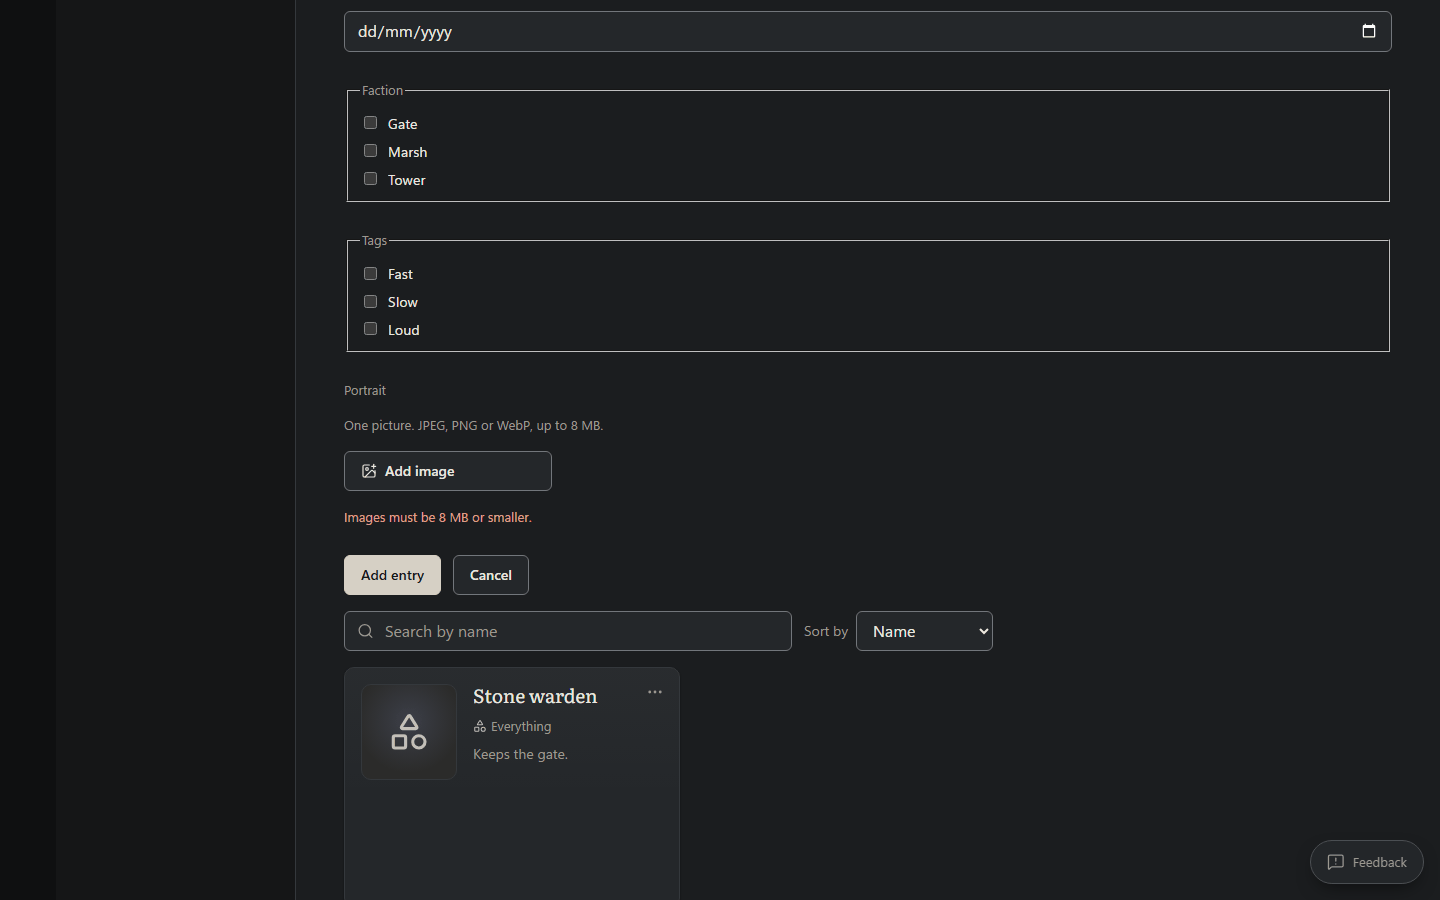 dd/mm/yyyy
Faction
Gate
Marsh
Tower
Tags
Fast
Slow
Loud
Portrait
One picture. JPEG, PNG or WebP, up to 8 MB.
Add image
Images must be 8 MB or smaller.
Add entry
Cancel
Search by name
Sort by
Name
Stone warden
Everything
Keeps the gate.
Feedback